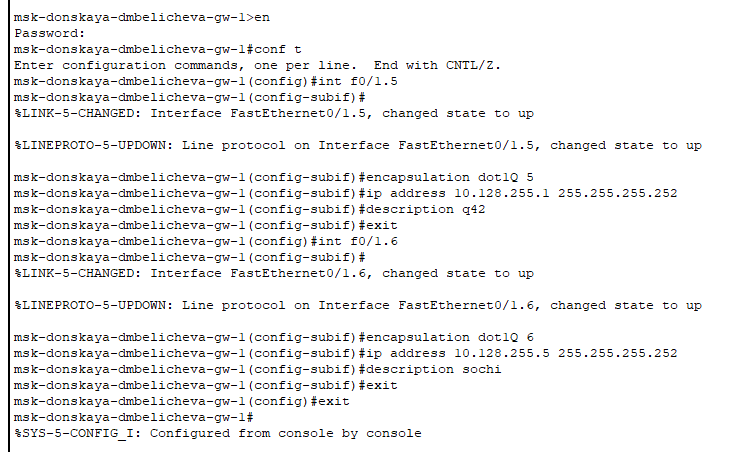 msk-donskaya-dmbelicheva-gw-1>en
Password:
msk-donskaya-dmbelicheva-gw-1#conf t
Enter configuration commands, one per line.  End with CNTL/Z.
msk-donskaya-dmbelicheva-gw-1(config)#int f0/1.5
msk-donskaya-dmbelicheva-gw-1(config-subif)#
%LINK-5-CHANGED: Interface FastEthernet0/1.5, changed state to up
%LINEPROTO-5-UPDOWN: Line protocol on Interface FastEthernet0/1.5, changed state to up
msk-donskaya-dmbelicheva-gw-1(config-subif)#encapsulation dot1Q 5
msk-donskaya-dmbelicheva-gw-1(config-subif)#ip address 10.128.255.1 255.255.255.252
msk-donskaya-dmbelicheva-gw-1(config-subif)#description q42
msk-donskaya-dmbelicheva-gw-1(config-subif)#exit
msk-donskaya-dmbelicheva-gw-1(config)#int f0/1.6
msk-donskaya-dmbelicheva-gw-1(config-subif)#
%LINK-5-CHANGED: Interface FastEthernet0/1.6, changed state to up
%LINEPROTO-5-UPDOWN: Line protocol on Interface FastEthernet0/1.6, changed state to up
msk-donskaya-dmbelicheva-gw-1(config-subif)#encapsulation dot1Q 6
msk-donskaya-dmbelicheva-gw-1(config-subif)#ip address 10.128.255.5 255.255.255.252
msk-donskaya-dmbelicheva-gw-1(config-subif)#description sochi
msk-donskaya-dmbelicheva-gw-1(config-subif)#exit
msk-donskaya-dmbelicheva-gw-1(config)#exit
msk-donskaya-dmbelicheva-gw-1#
%SYS-5-CONFIG_I: Configured from console by console